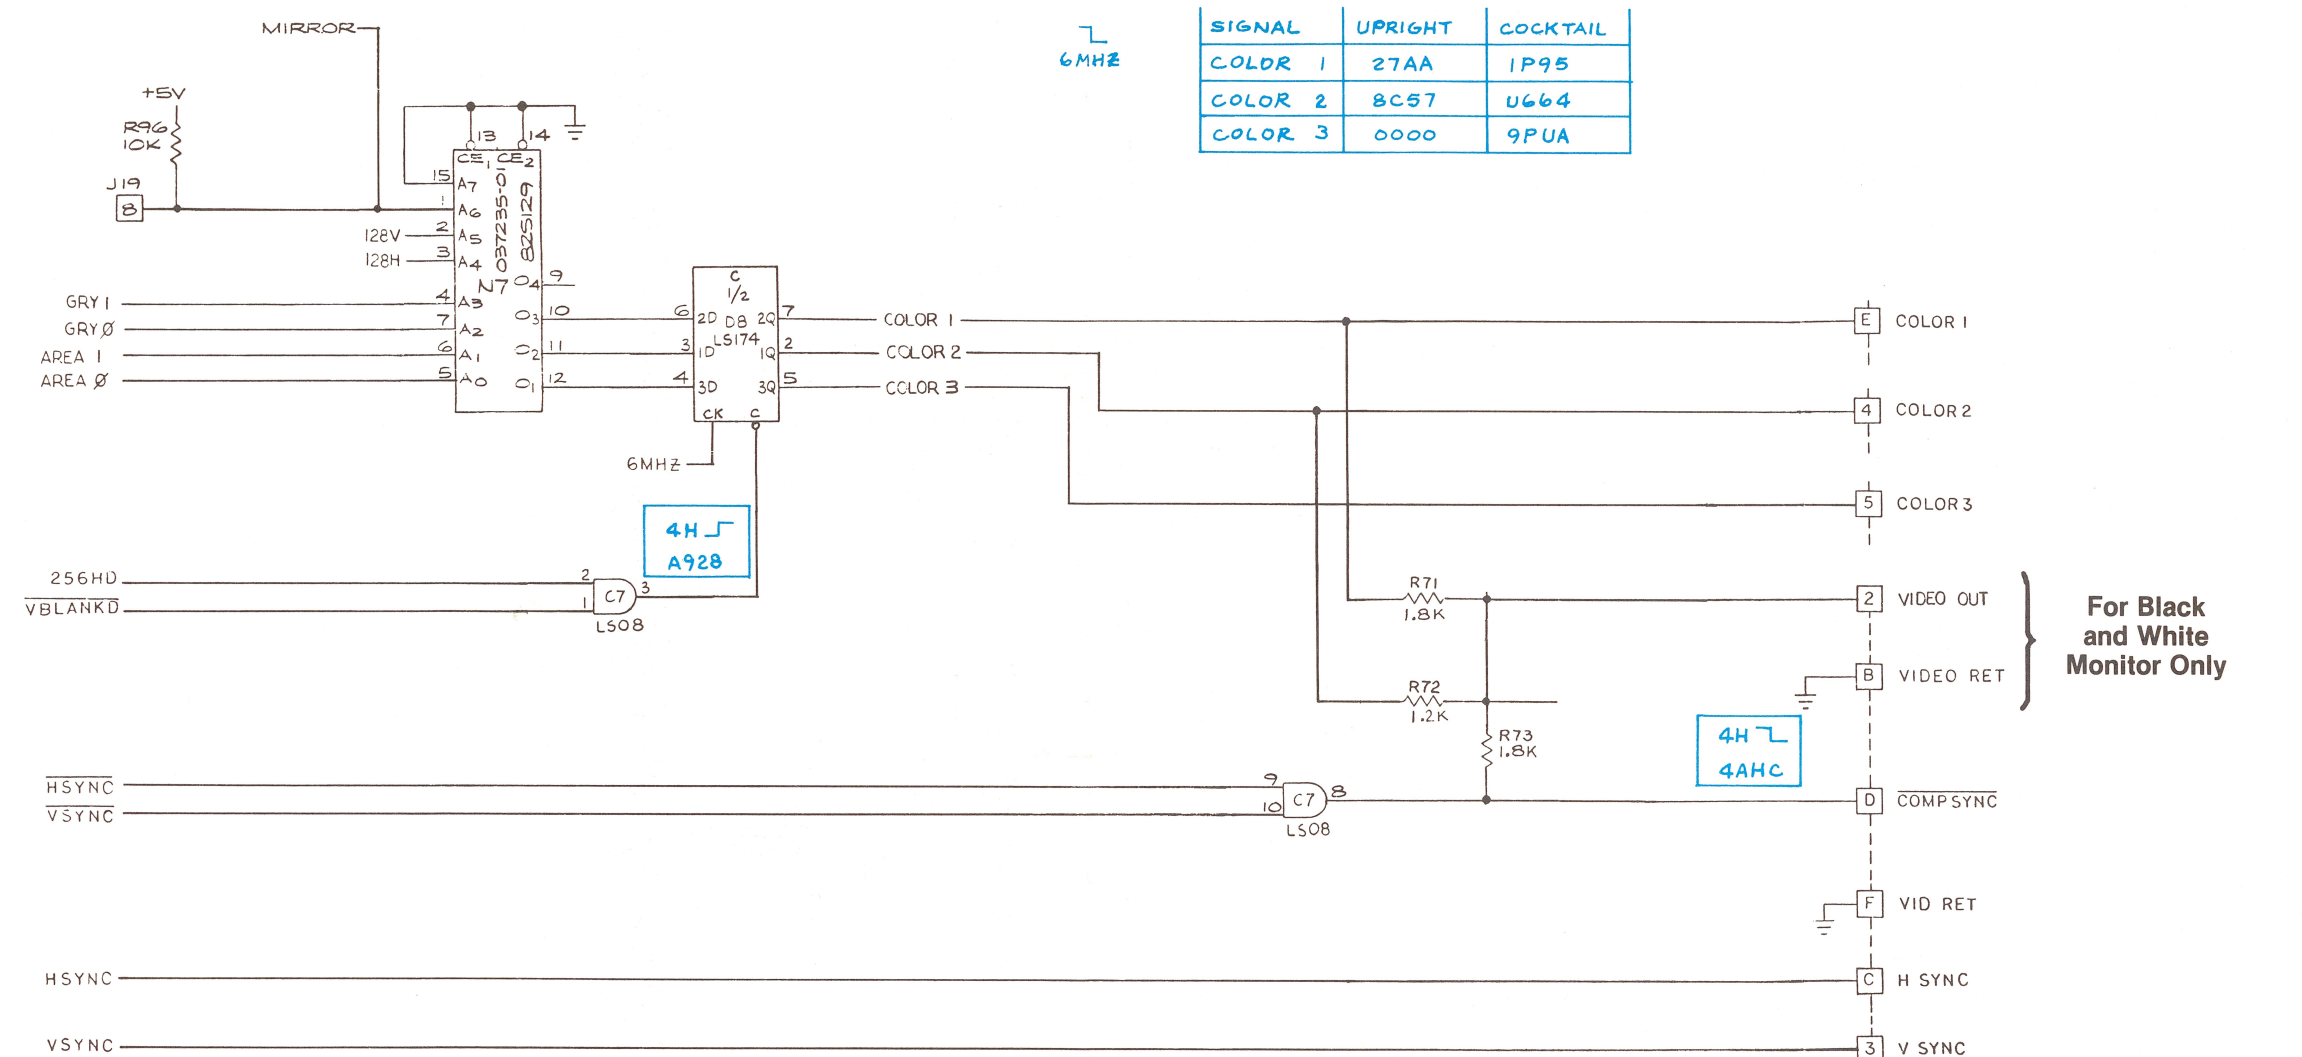 MIRROR
6MHZ
SIGNAL UPRIGHT COCKTAIL
COLOR 1 27AA 1P95
COLOR 2 8C57 U664
COLOR 3 0000 9PUA
+5V
R96
10K
J19
8
13 14
CE1 CE2
15 A7
1 A6
128V 2 A5
128H 3 A4
037235-01
82S129
N7
O4 9
GRY 1 4 A3
GRY Ø 7 A2
AREA 1 6 A1
AREA Ø 5 A0
O3 10
O2 11
O1 12
C
1/2
D8
LS174
6 2D 2Q 7
3 1D 1Q 2
4 3D 3Q 5
CK C
6MHZ
COLOR 1
COLOR 2
COLOR 3
E COLOR 1
4 COLOR 2
5 COLOR 3
4H
A928
256HD 2
VBLANKD 1
C7 3
LS08
R71
1.8K
2 VIDEO OUT
B VIDEO RET
For Black
and White
Monitor Only
R72
1.2K
R73
1.8K
4H
4AHC
HSYNC 9
VSYNC 10
C7 8
LS08
D COMPSYNC
F VID RET
HSYNC C H SYNC
VSYNC 3 V SYNC